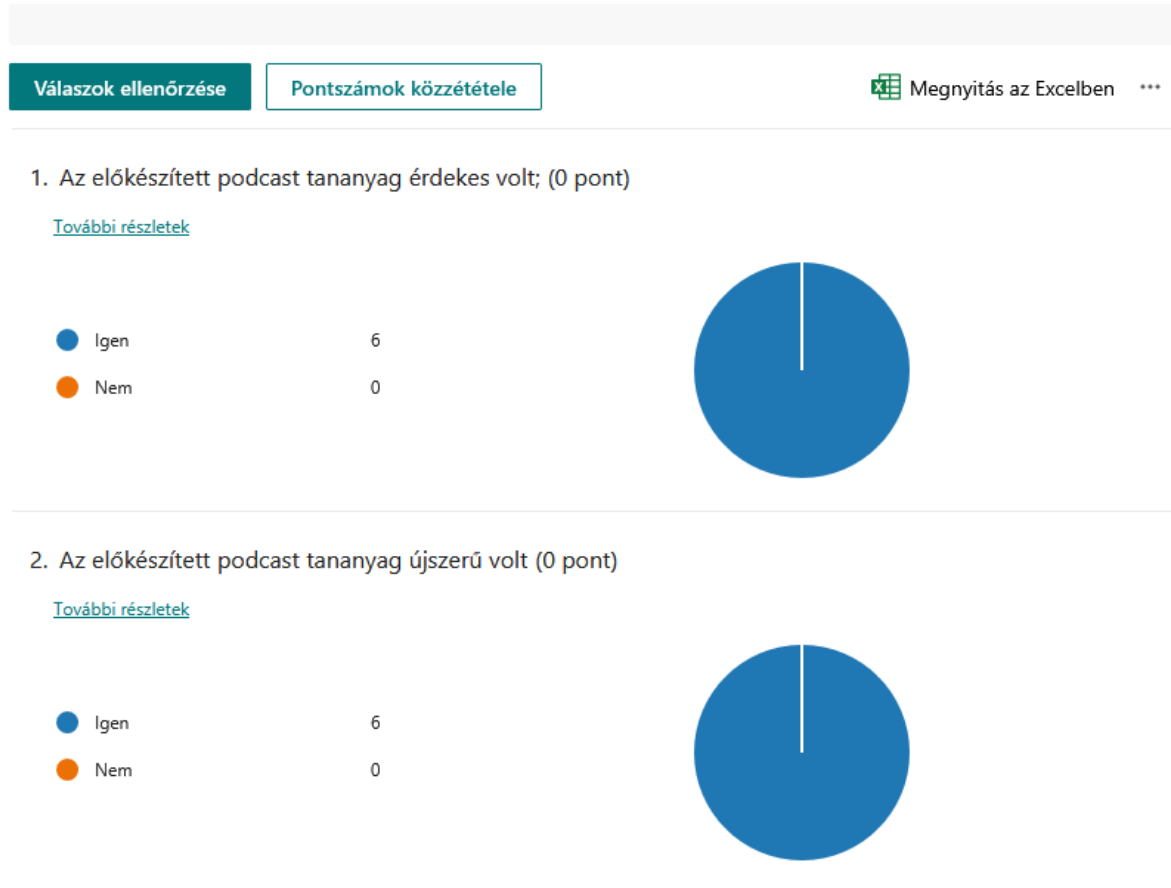 Válaszok ellenőrzése
Pontszámok közzététele
Megnyitás az Excelben
1. Az előkészített podcast tananyag érdekes volt; (0 pont)
További részletek
Igen 6
Nem 0
2. Az előkészített podcast tananyag újszerű volt (0 pont)
További részletek
Igen 6
Nem 0